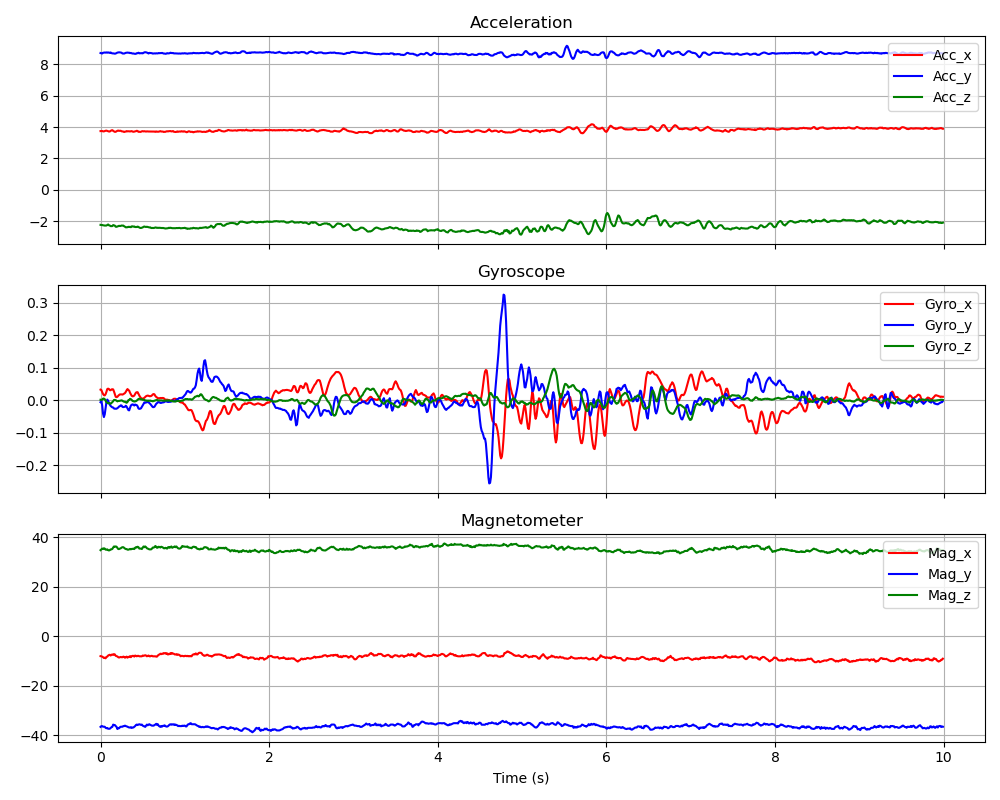 Acceleration
8
6
4
2
0
−2
Acc_x
Acc_y
Acc_z
Gyroscope
0.3
0.2
0.1
0.0
−0.1
−0.2
Gyro_x
Gyro_y
Gyro_z
Magnetometer
40
20
0
−20
−40
Mag_x
Mag_y
Mag_z
0 2 4 6 8 10
Time (s)